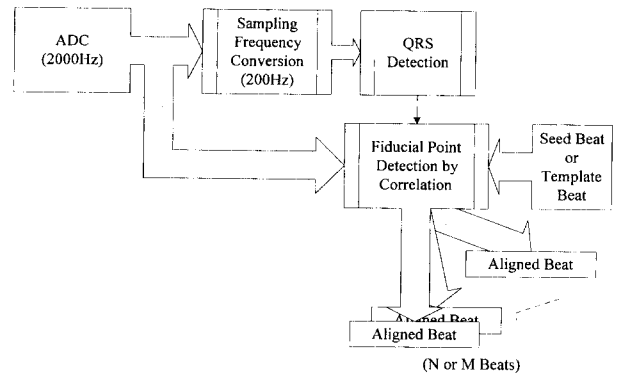 ADC
(2000Hz)
Sampling
Frequency
Conversion
(200Hz)
QRS
Detection
Fiducial Point
Detection by
Correlation
Seed Beat
or
Template
Beat
Aligned Beat
Aligned Beat
Aligned Beat
(N or M Beats)